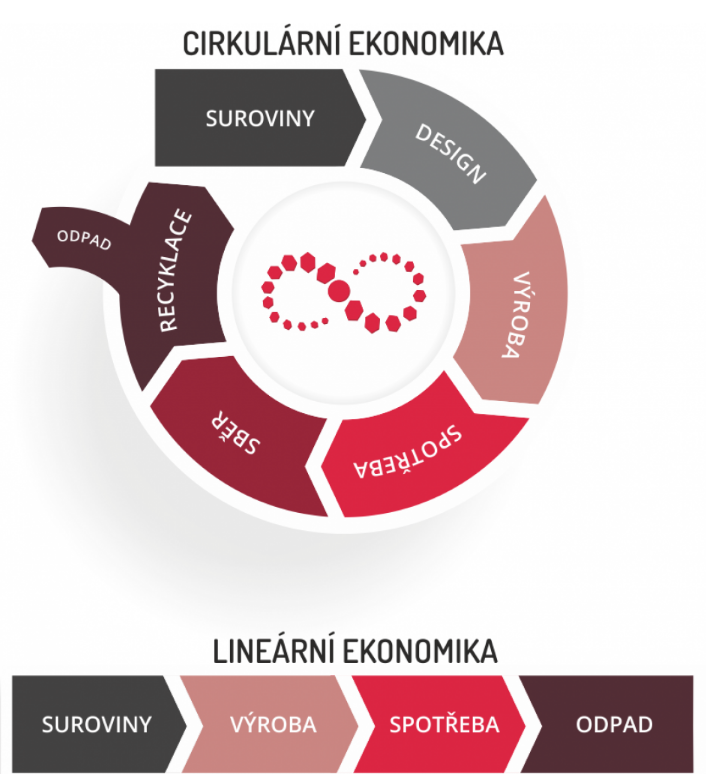 CIRKULÁRNÍ EKONOMIKA
SUROVINY
DESIGN
VÝROBA
SPOTŘEBA
SBĚR
RECYKLACE
ODPAD
LINEÁRNÍ EKONOMIKA
SUROVINY
VÝROBA
SPOTŘEBA
ODPAD